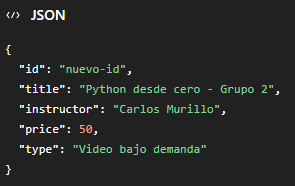 </> JSON
{
"id": "nuevo-id",
"title": "Python desde cero - Grupo 2",
"instructor": "Carlos Murillo",
"price": 50,
"type": "Video bajo demanda"
}